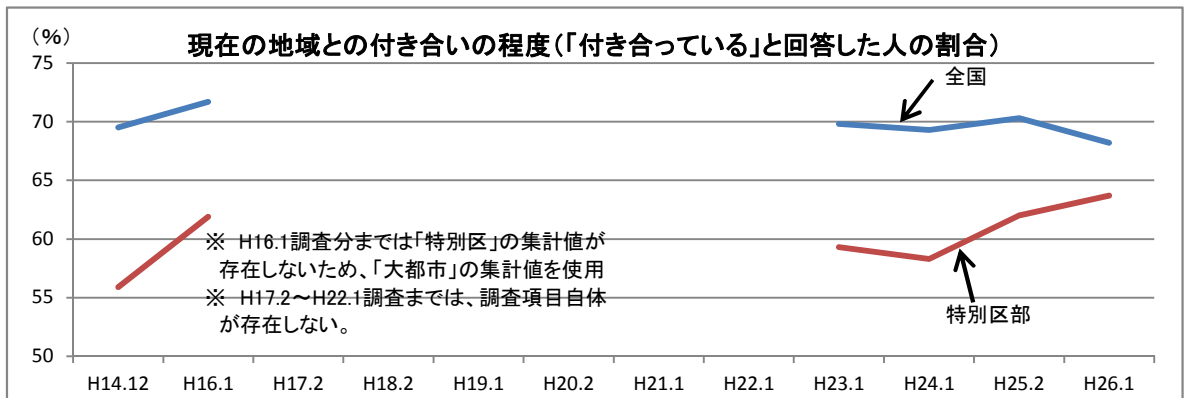 (%)
現在の地域との付き合いの程度(「付き合っている」と回答した人の割合)
75
全国
70
65
60
※ H16.1調査分までは「特別区」の集計値が
存在しないため、「大都市」の集計値を使用
※ H17.2～H22.1調査までは、調査項目自体
が存在しない。
55
特別区部
50
H14.12 H16.1 H17.2 H18.2 H19.1 H20.2 H21.1 H22.1 H23.1 H24.1 H25.2 H26.1